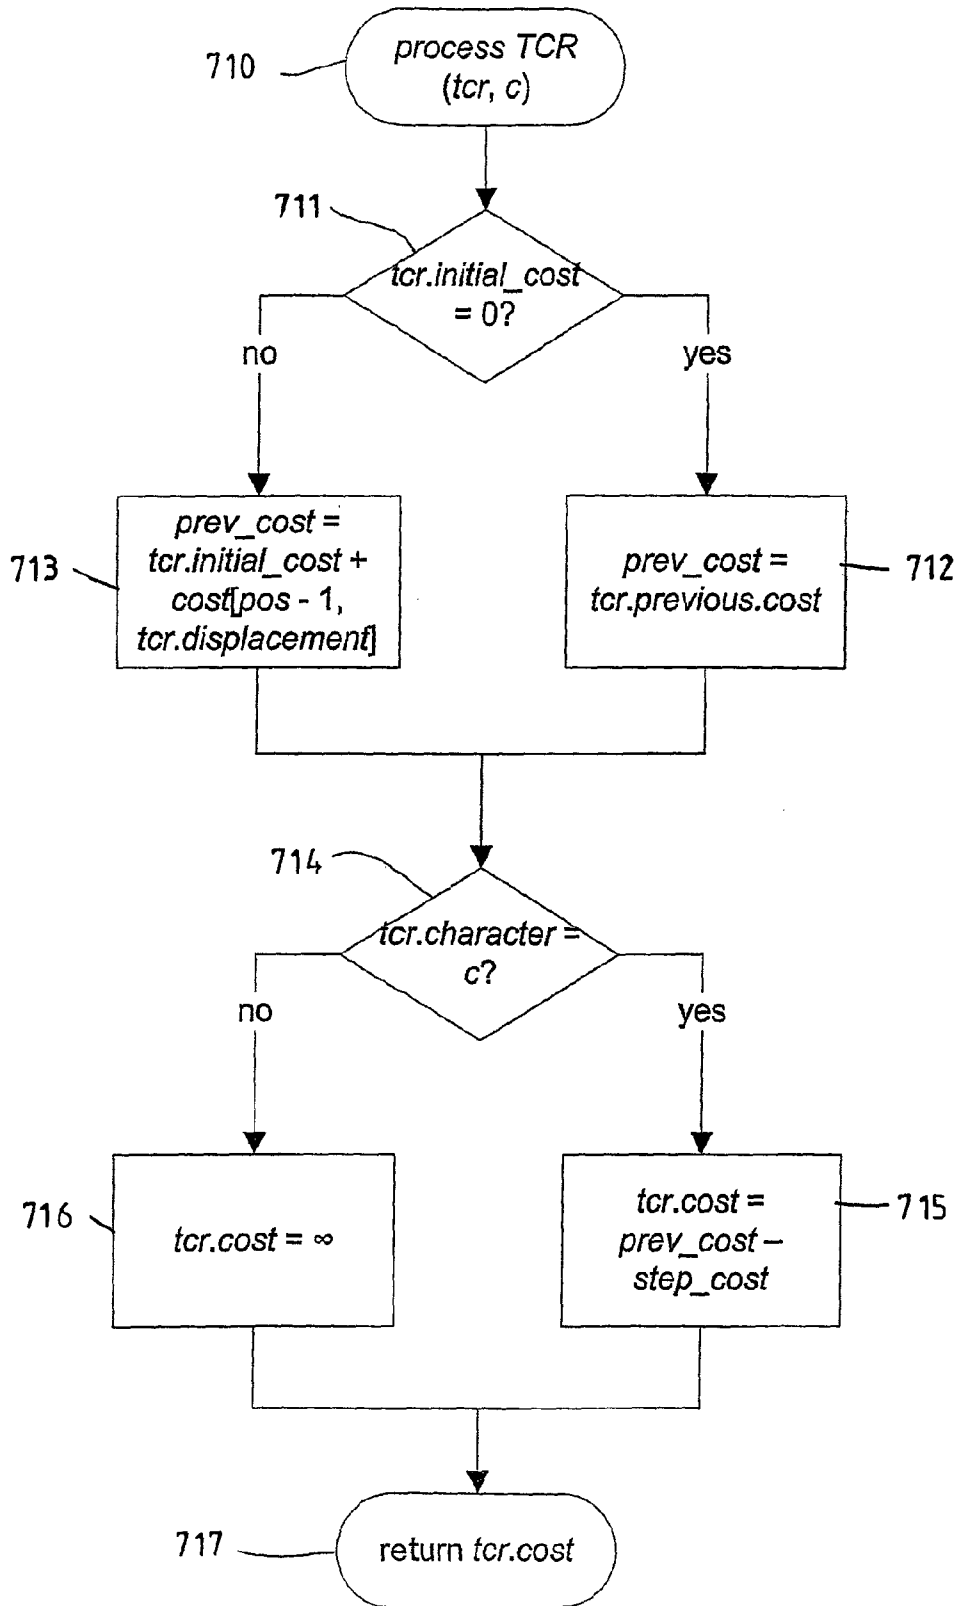 710
process TCR
(tcr, c)
711
tcr.initial_cost
= 0?
no
yes
713
prev_cost =
tcr.initial_cost +
cost[pos - 1,
tcr.displacement]
prev_cost =
tcr.previous.cost
712
714
tcr.character =
c?
no
yes
716
tcr.cost = ∞
tcr.cost =
prev_cost –
step_cost
715
717
return tcr.cost